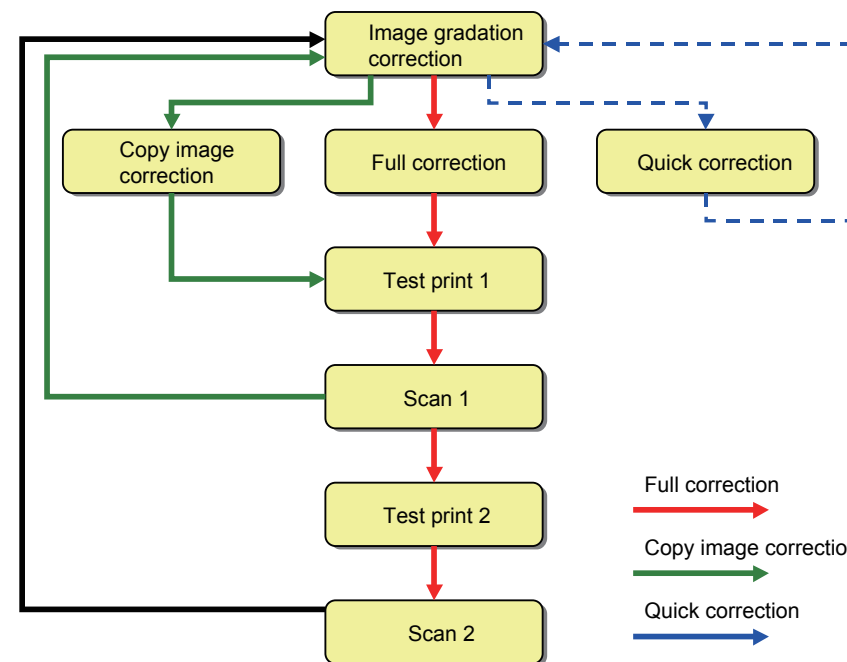 Image gradation
correction
Copy image
correction
Full correction
Quick correction
Test print 1
Scan 1
Test print 2
Scan 2
Full correction
Copy image correctio
Quick correction